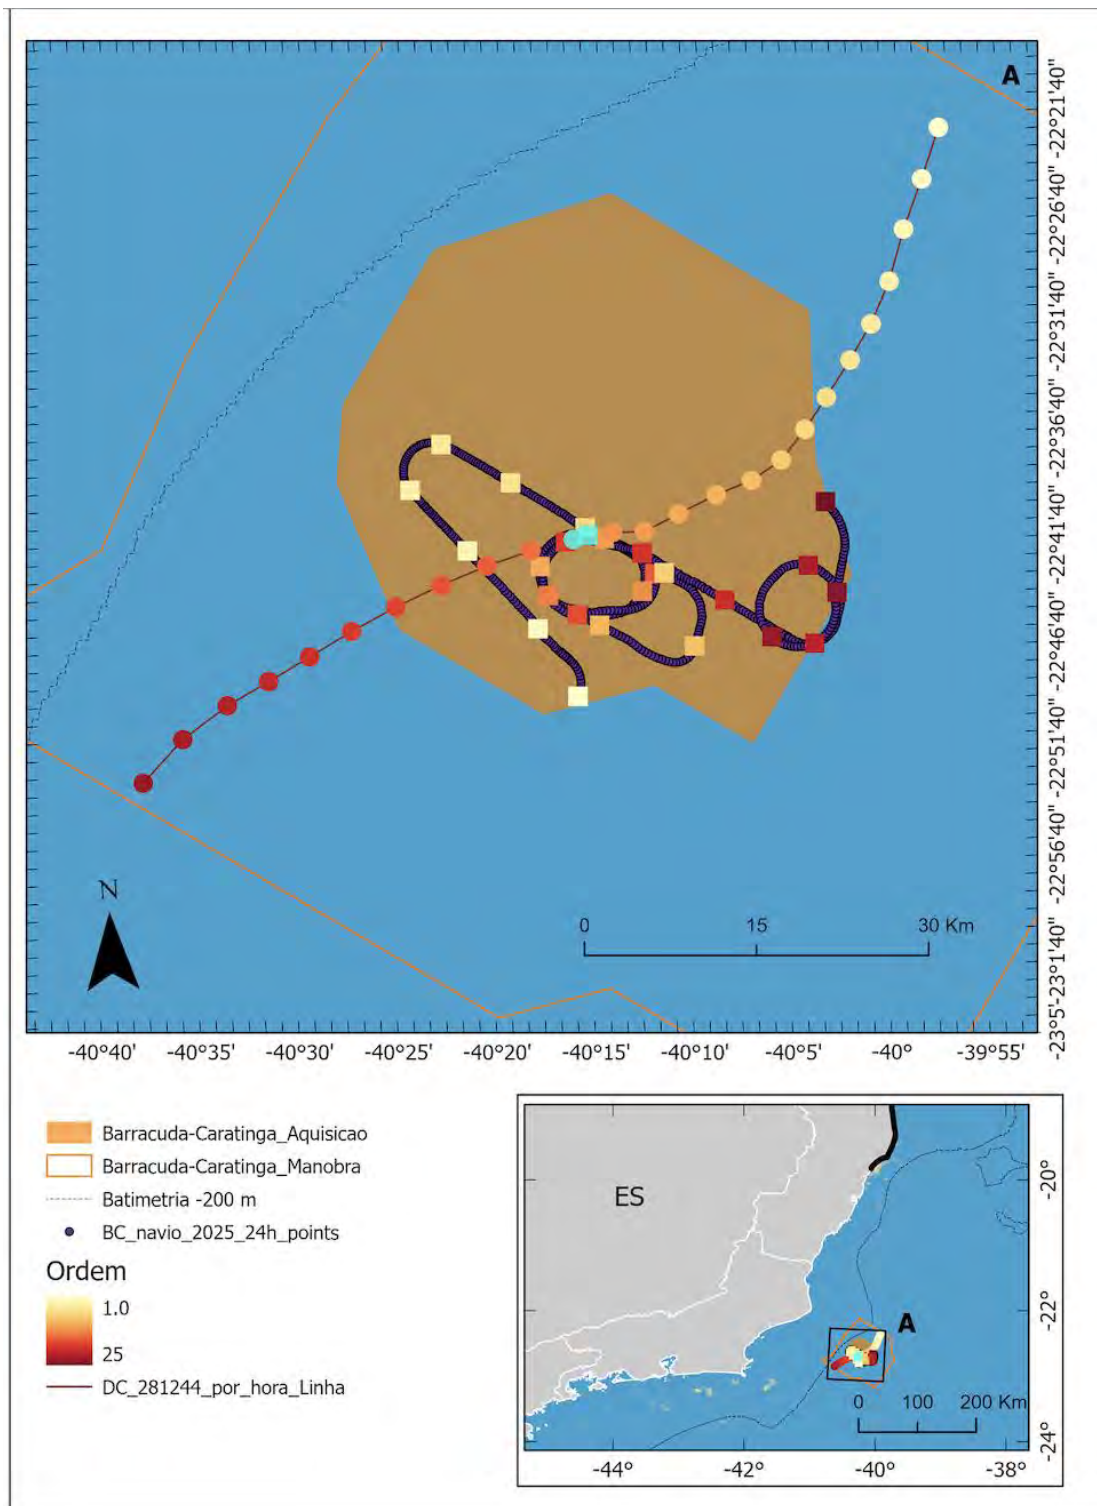 A
-22°21'40"
-22°26'40"
-22°31'40"
-22°36'40"
-22°41'40"
-22°46'40"
-22°51'40"
-22°56'40"
-23°1'40"
-23°5'
N
0 15 30 Km
-40°40' -40°35' -40°30' -40°25' -40°20' -40°15' -40°10' -40°5' -40° -39°55'
Barracuda-Caratinga_Aquisicao
Barracuda-Caratinga_Manobra
Batimetria -200 m
BC_navio_2025_24h_points
Ordem
1.0
25
DC_281244_por_hora_Linha
ES
A
0 100 200 Km
-20°
-22°
-24°
-44° -42° -40° -38°